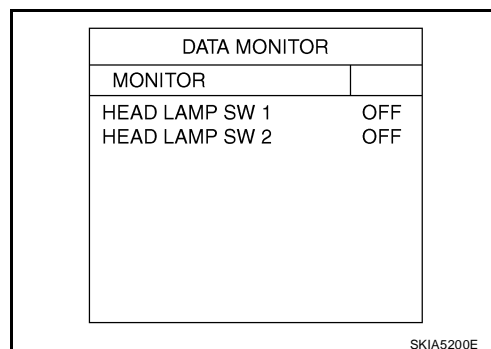 DATA MONITOR
MONITOR
HEAD LAMP SW 1 OFF
HEAD LAMP SW 2 OFF
SKIA5200E